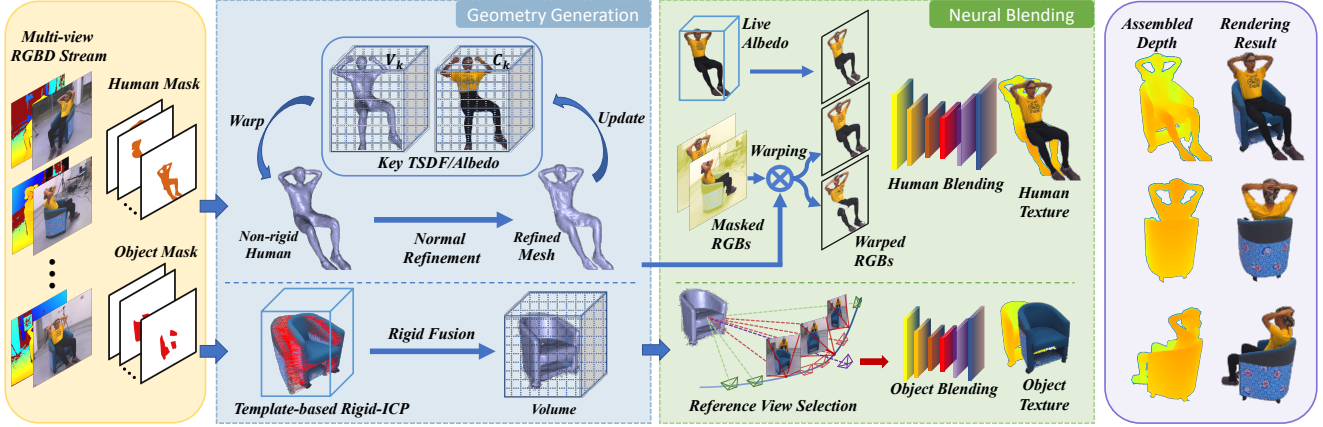 Multi-view
RGBD Stream
Human Mask
Object Mask
Geometry Generation
V_k
C_k
Key TSDF/Albedo
Warp
Update
Non-rigid
Human
Normal
Refinement
Refined
Mesh
Template-based Rigid-ICP
Rigid Fusion
Volume
Neural Blending
Live
Albedo
Warping
Masked
RGBs
Warped
RGBs
Human Blending
Human
Texture
Reference View Selection
Object Blending
Object
Texture
Assembled
Depth
Rendering
Result